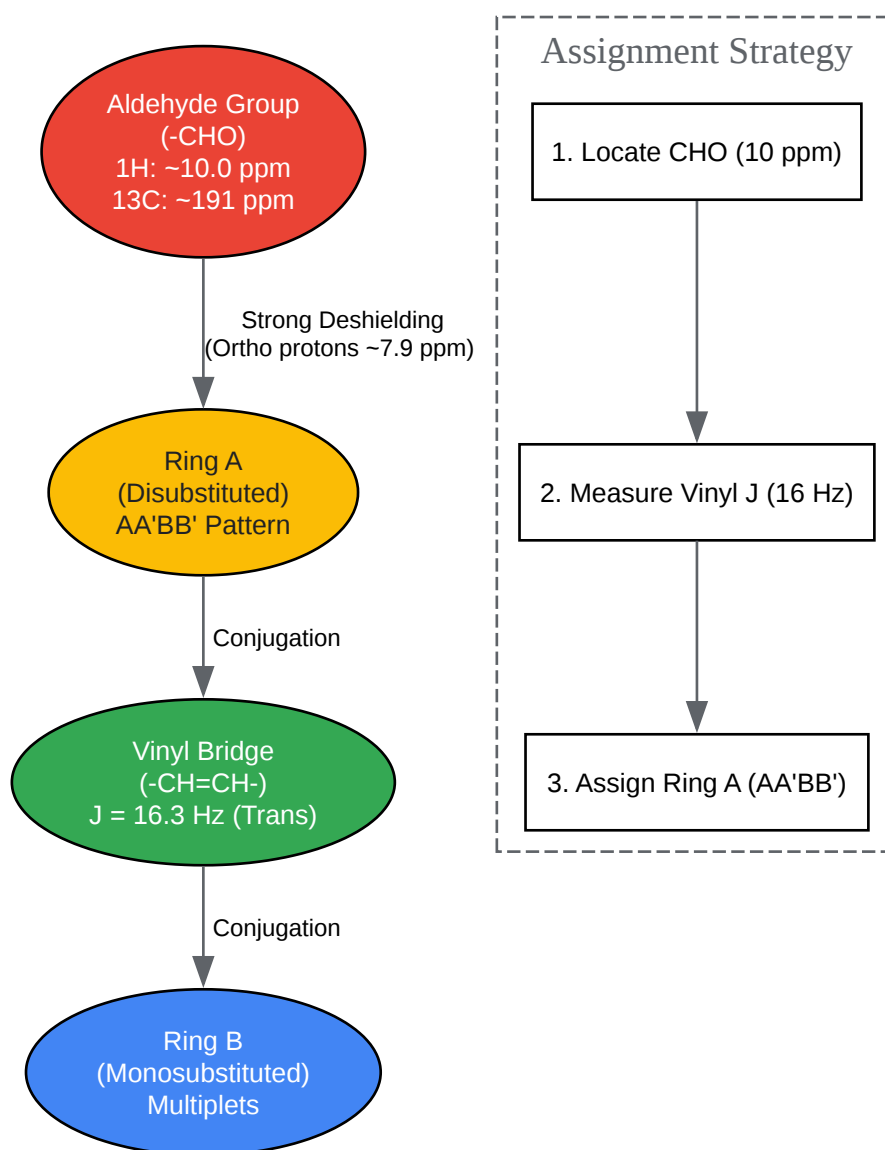 Aldehyde Group
(-CHO)
1H: ~10.0 ppm
13C: ~191 ppm
Strong Deshielding
(Ortho protons ~7.9 ppm)
Ring A
(Disubstituted)
AA'BB' Pattern
Conjugation
Vinyl Bridge
(-CH=CH-)
J = 16.3 Hz (Trans)
Conjugation
Ring B
(Monosubstituted)
Multiplets
Assignment Strategy
1. Locate CHO (10 ppm)
2. Measure Vinyl J (16 Hz)
3. Assign Ring A (AA'BB')